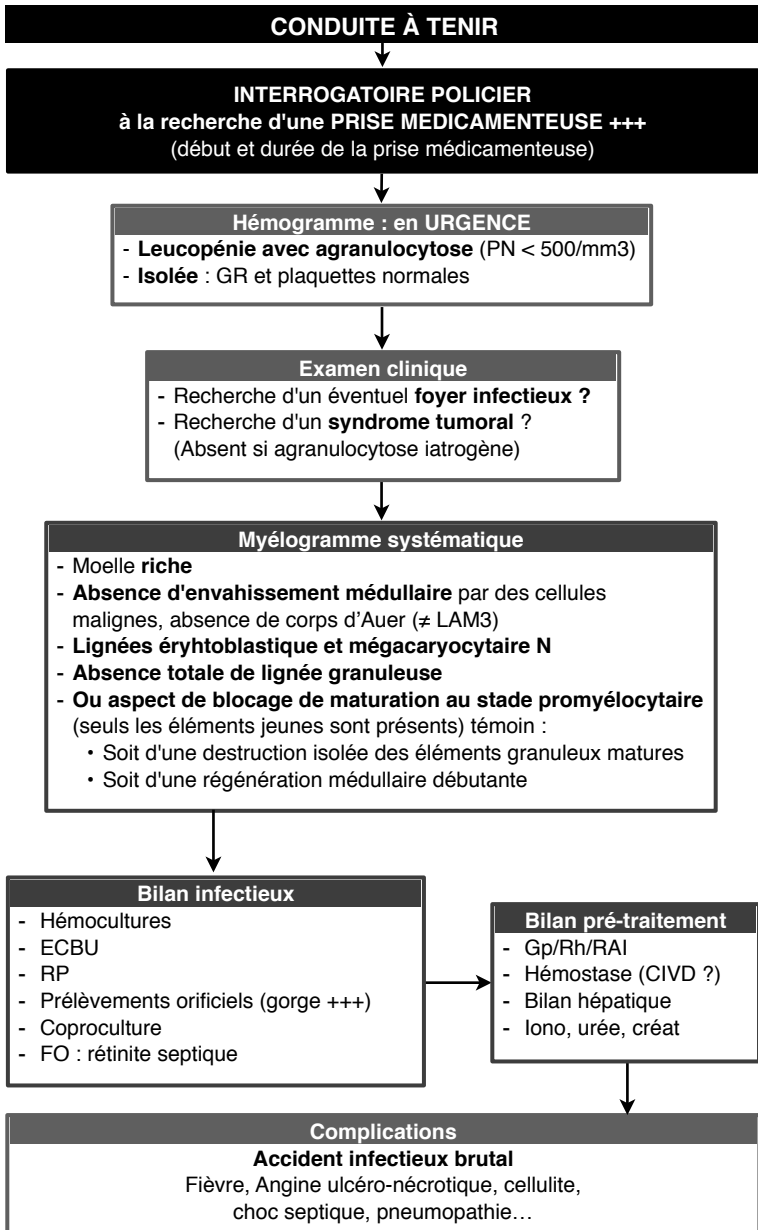 CONDUITE À TENIR
INTERROGATOIRE POLICIER
à la recherche d'une PRISE MEDICAMENTEUSE +++
(début et durée de la prise médicamenteuse)
Hémogramme : en URGENCE
- Leucopénie avec agranulocytose (PN < 500/mm3)
- Isolée : GR et plaquettes normales
Examen clinique
- Recherche d'un éventuel foyer infectieux ?
- Recherche d'un syndrome tumoral ?
(Absent si agranulocytose iatrogène)
Myélogramme systématique
- Moelle riche
- Absence d'envahissement médullaire par des cellules
malignes, absence de corps d’Auer (≠ LAM3)
- Lignées éryhtoblastique et mégacaryocytaire N
- Absence totale de lignée granuleuse
- Ou aspect de blocage de maturation au stade promyélocytaire
(seuls les éléments jeunes sont présents) témoin :
• Soit d'une destruction isolée des éléments granuleux matures
• Soit d'une régénération médullaire débutante
Bilan infectieux
- Hémocultures
- ECBU
- RP
- Prélèvements orificiels (gorge +++)
- Coproculture
- FO : rétinite septique
Bilan pré-traitement
- Gp/Rh/RAI
- Hémostase (CIVD ?)
- Bilan hépatique
- Iono, urée, créat
Complications
Accident infectieux brutal
Fièvre, Angine ulcéro-nécrotique, cellulite,
choc septique, pneumopathie…